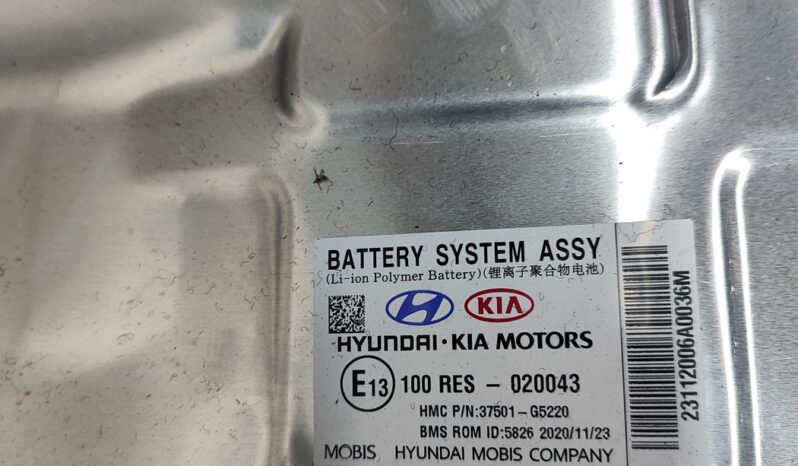 BATTERY SYSTEM ASSY
(Li-ion Polymer Battery)(锂离子聚合物电池)
KIA
HYUNDAI·KIA MOTORS
E13 100 RES - 020043
HMC P/N:37501-G5220
BMS ROM ID:5826 2020/11/23
MOBIS HYUNDAI MOBIS COMPANY
23112006A0036M